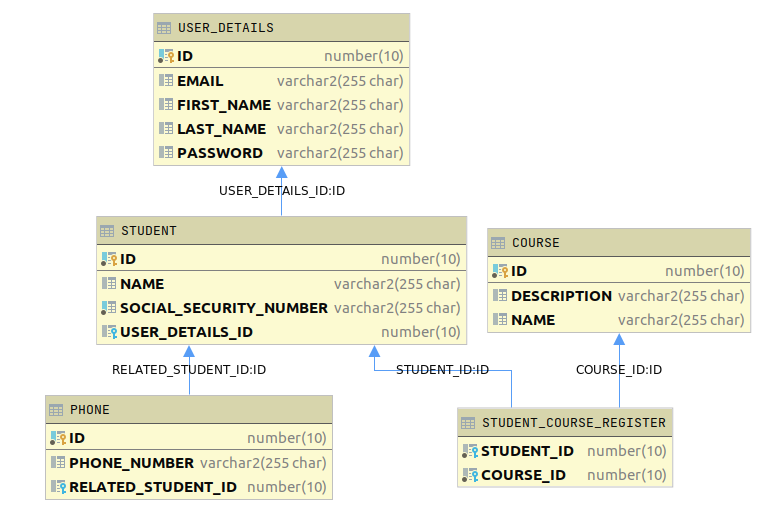 USER_DETAILS
ID number(10)
EMAIL varchar2(255 char)
FIRST_NAME varchar2(255 char)
LAST_NAME varchar2(255 char)
PASSWORD varchar2(255 char)
USER_DETAILS_ID:ID
STUDENT
ID number(10)
NAME varchar2(255 char)
SOCIAL_SECURITY_NUMBER varchar2(255 char)
USER_DETAILS_ID number(10)
COURSE
ID number(10)
DESCRIPTION varchar2(255 char)
NAME varchar2(255 char)
RELATED_STUDENT_ID:ID
STUDENT_ID:ID
COURSE_ID:ID
PHONE
ID number(10)
PHONE_NUMBER varchar2(255 char)
RELATED_STUDENT_ID number(10)
STUDENT_COURSE_REGISTER
STUDENT_ID number(10)
COURSE_ID number(10)